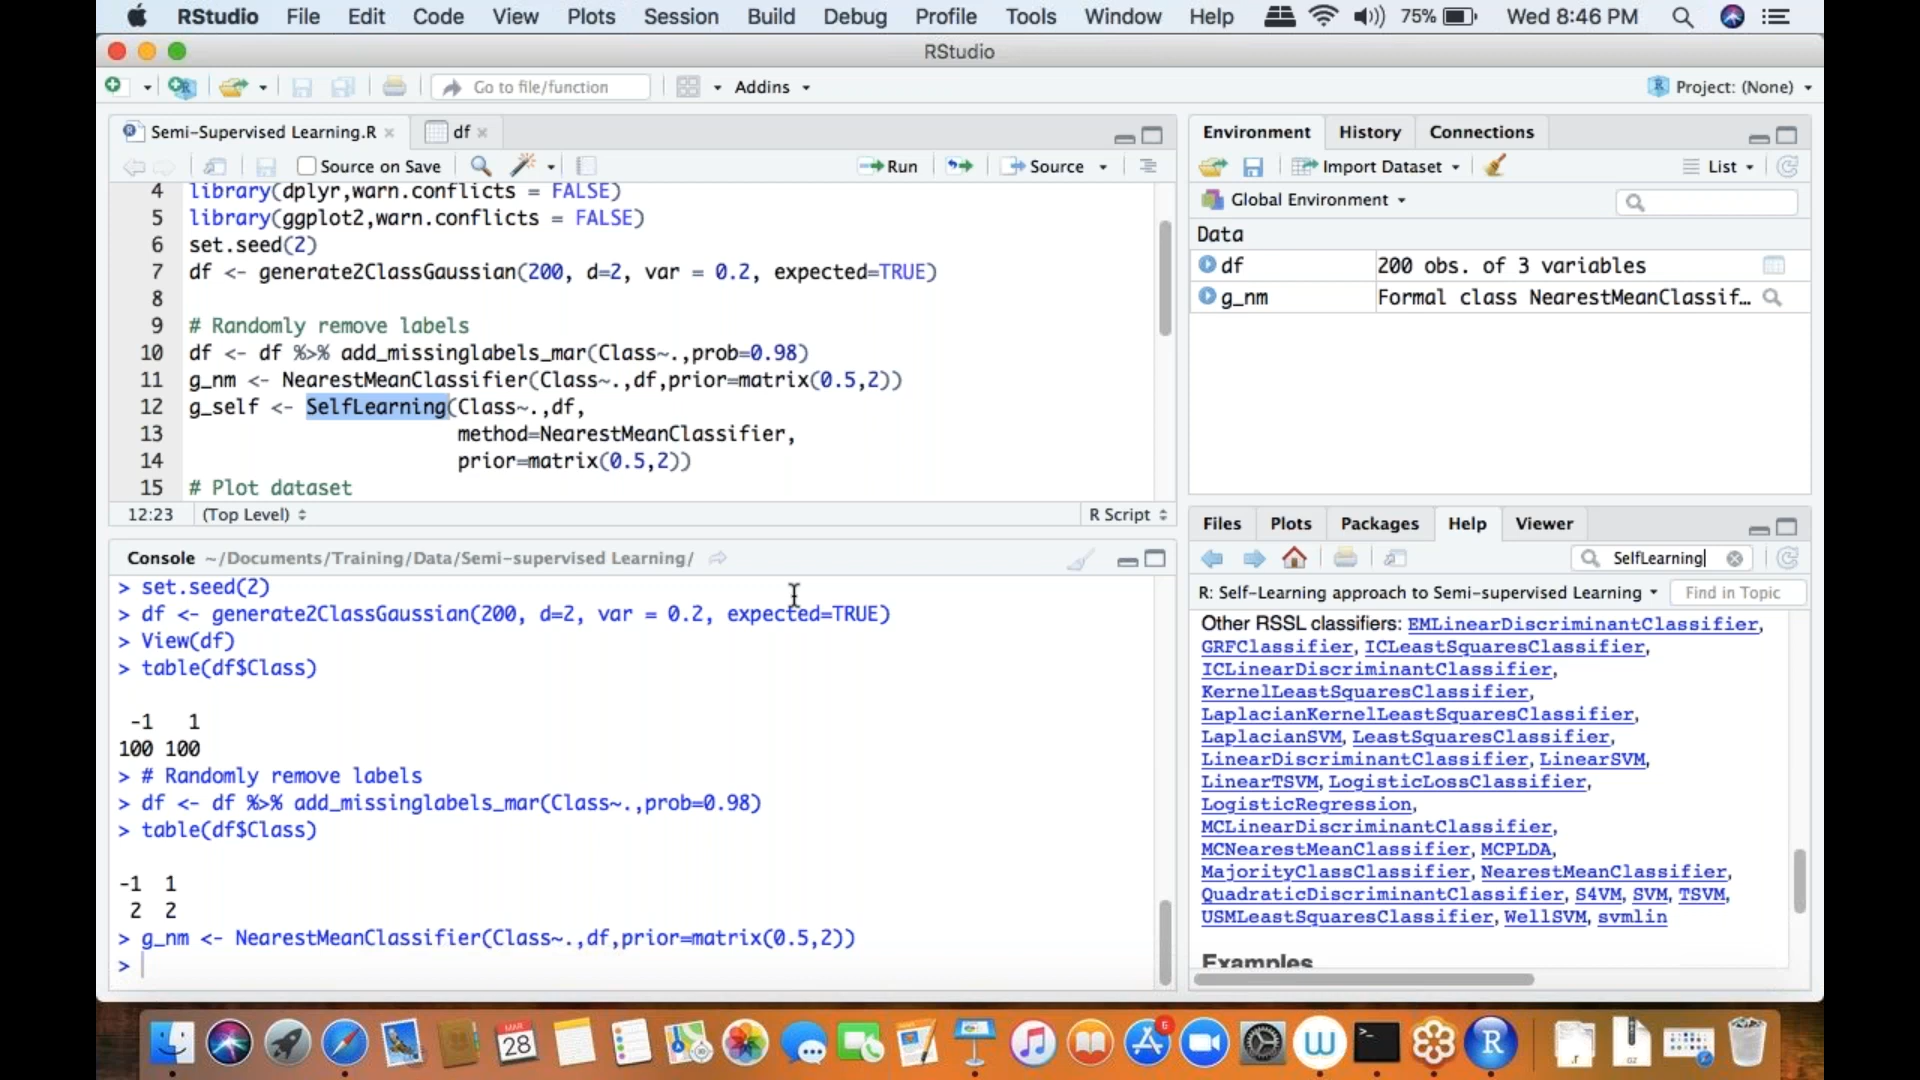 RStudio File Edit Code View Plots Session Build Debug Profile Tools Window Help 75% Wed 8:46 PM
RStudio
Go to file/function Addins Project: (None)
Semi-Supervised Learning.R df
Source on Save Run Source
4 library(dplyr,warn.conflicts = FALSE)
5 library(ggplot2,warn.conflicts = FALSE)
6 set.seed(2)
7 df <- generate2ClassGaussian(200, d=2, var = 0.2, expected=TRUE)
8
9 # Randomly remove labels
10 df <- df %>% add_missinglabels_mar(Class~.,prob=0.98)
11 g_nm <- NearestMeanClassifier(Class~.,df,prior=matrix(0.5,2))
12 g_self <- SelfLearning(Class~.,df,
13 method=NearestMeanClassifier,
14 prior=matrix(0.5,2))
15 # Plot dataset
12:23 (Top Level) R Script
Console ~/Documents/Training/Data/Semi-supervised Learning/
> set.seed(2)
> df <- generate2ClassGaussian(200, d=2, var = 0.2, expected=TRUE)
> View(df)
> table(df$Class)
-1 1
100 100
> # Randomly remove labels
> df <- df %>% add_missinglabels_mar(Class~.,prob=0.98)
> table(df$Class)
-1 1
2 2
> g_nm <- NearestMeanClassifier(Class~.,df,prior=matrix(0.5,2))
>
Environment History Connections
Import Dataset List
Global Environment
Data
df 200 obs. of 3 variables
g_nm Formal class NearestMeanClassif…
Files Plots Packages Help Viewer
SelfLearning
R: Self-Learning approach to Semi-supervised Learning Find in Topic
Other RSSL classifiers: EMLinearDiscriminantClassifier,
GRFClassifier, ICLeastSquaresClassifier,
ICLinearDiscriminantClassifier,
KernelLeastSquaresClassifier,
LaplacianKernelLeastSquaresClassifier,
LaplacianSVM, LeastSquaresClassifier,
LinearDiscriminantClassifier, LinearSVM,
LinearTSVM, LogisticLossClassifier,
LogisticRegression,
MCLinearDiscriminantClassifier,
MCNearestMeanClassifier, MCPLDA,
MajorityClassClassifier, NearestMeanClassifier,
QuadraticDiscriminantClassifier, S4VM, SVM, TSVM,
USMLeastSquaresClassifier, WellSVM, svmlin
Examples
MAR
28
6